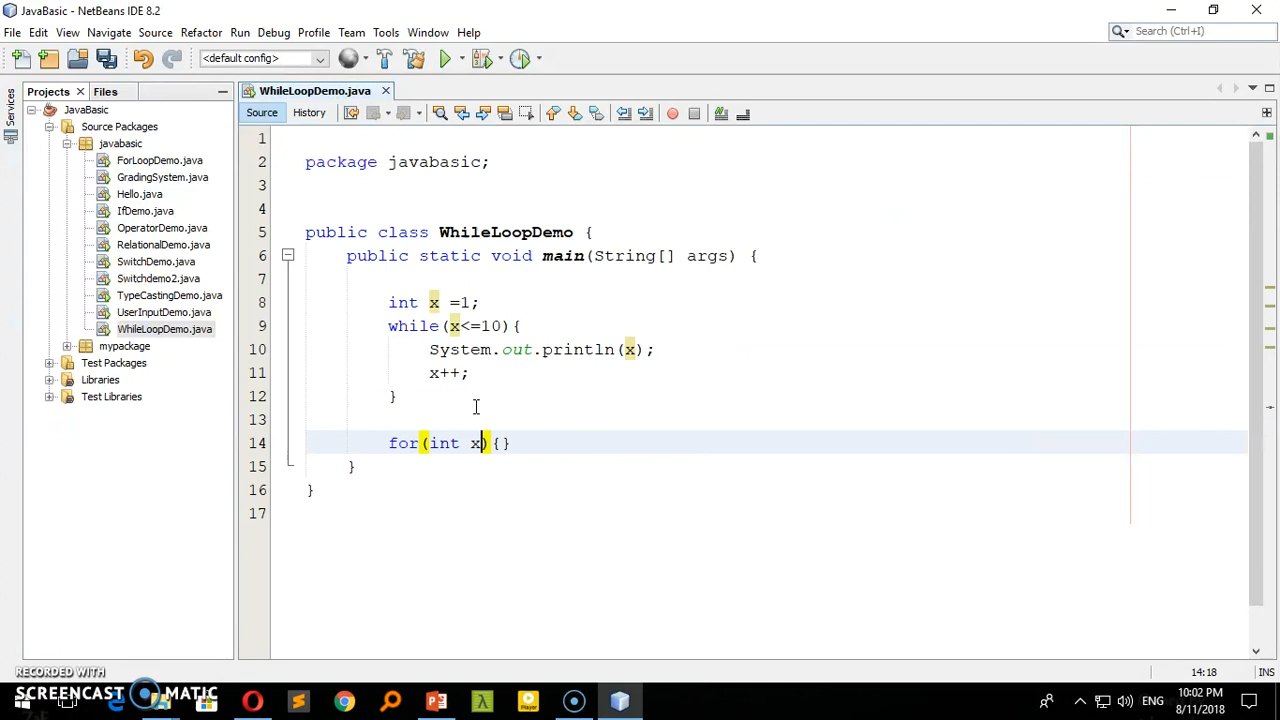 JavaBasic - NetBeans IDE 8.2
File Edit View Navigate Source Refactor Run Debug Profile Team Tools Window Help
Search (Ctrl+I)
<default config>
Services
Projects
Files
WhileLoopDemo.java
Source
History
JavaBasic
Source Packages
javabasic
ForLoopDemo.java
GradingSystem.java
Hello.java
IfDemo.java
OperatorDemo.java
RelationalDemo.java
SwitchDemo.java
Switchdemo2.java
TypeCastingDemo.java
UserInputDemo.java
WhileLoopDemo.java
mypackage
Test Packages
Libraries
Test Libraries
1
2 package javabasic;
3
4
5 public class WhileLoopDemo {
6 public static void main(String[] args) {
7
8 int x =1;
9 while(x<=10){
10 System.out.println(x);
11 x++;
12 }
13
14 for(int x){}
15 }
16 }
17
14:18
INS
RECORDED WITH
SCREENCAST MATIC
Player
ENG
10:02 PM
8/11/2018